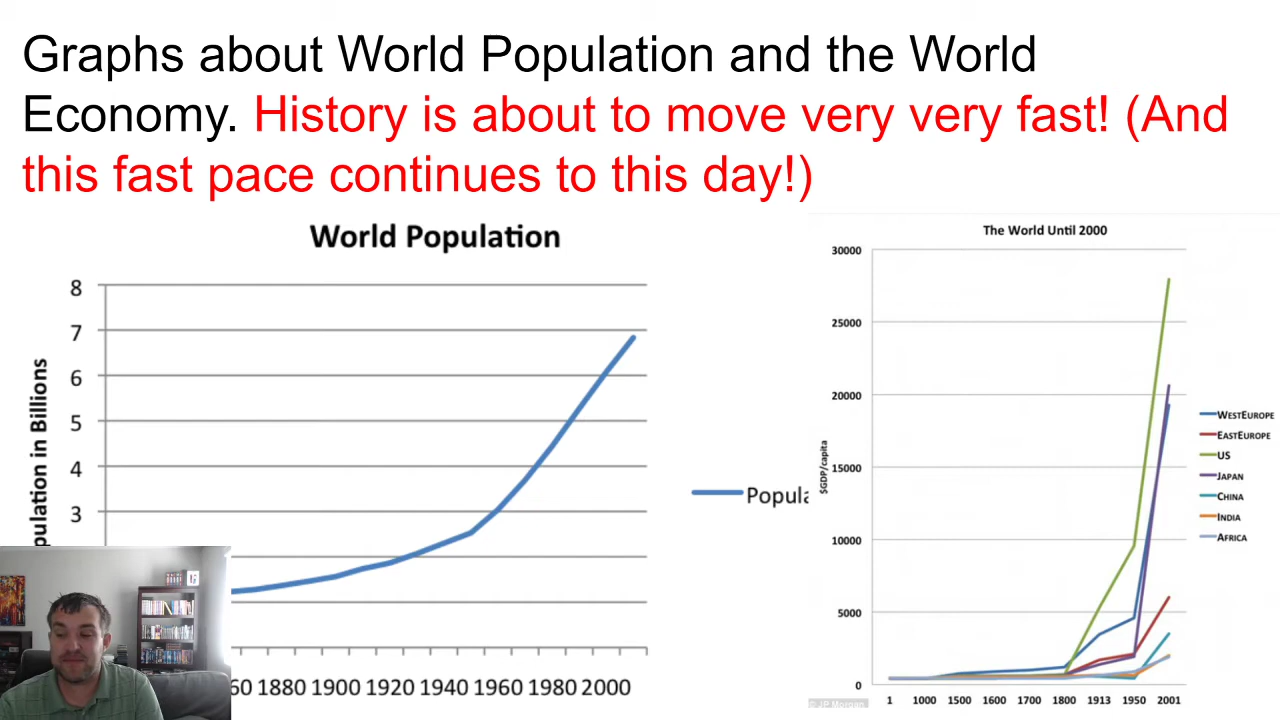 Graphs about World Population and the World
Economy. History is about to move very very fast! (And
this fast pace continues to this day!)
World Population
8
7
6
5
4
3
pulation in Billions
60 1880 1900 1920 1940 1960 1980 2000
Popula
The World Until 2000
30000
25000
20000
15000
10000
5000
0
$GDP/capita
1 1000 1500 1600 1700 1800 1913 1950 2001
WESTEUROPE
EASTEUROPE
US
JAPAN
CHINA
INDIA
AFRICA
© JP Morgan